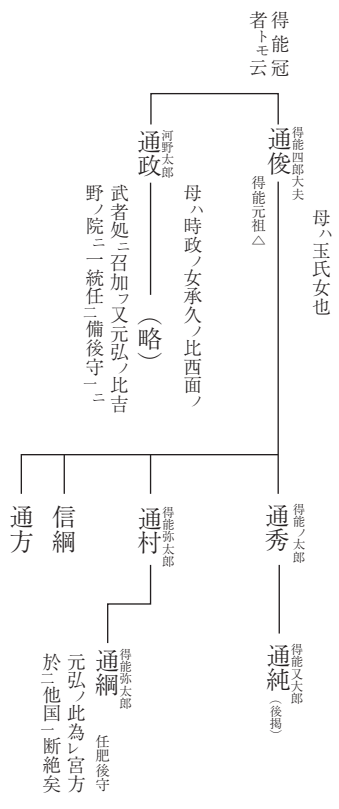 得能冠
者トモ云
得能四郎大夫
通俊
得能元祖△
母ハ玉氏女也
河野太郎
通政
(略)
母ハ時政ノ女承久ノ比西面ノ
武者処ニ召加フ又元弘ノ比吉
野ノ院ニ一統任二備後守一ニ
得能ノ太郎
通秀
得能弥太郎
通村
信綱
通方
得能又太郎
通純
(後掲)
得能弥太郎
通綱
任肥後守
元弘ノ此為レ宮方
於二他国一断絶矣